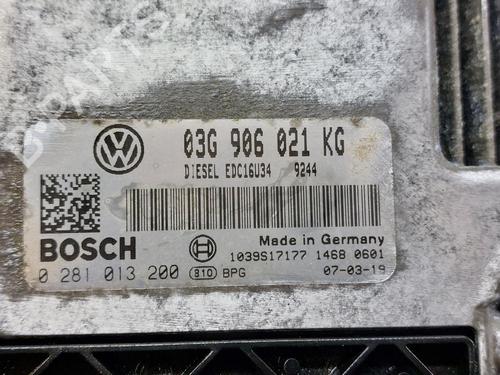 03G 906 021 KG
DIESEL EDC16U34 9244
BOSCH
Made in Germany
1039S17177 1468 0601
0 281 013 200 810 BPG 07-03-19